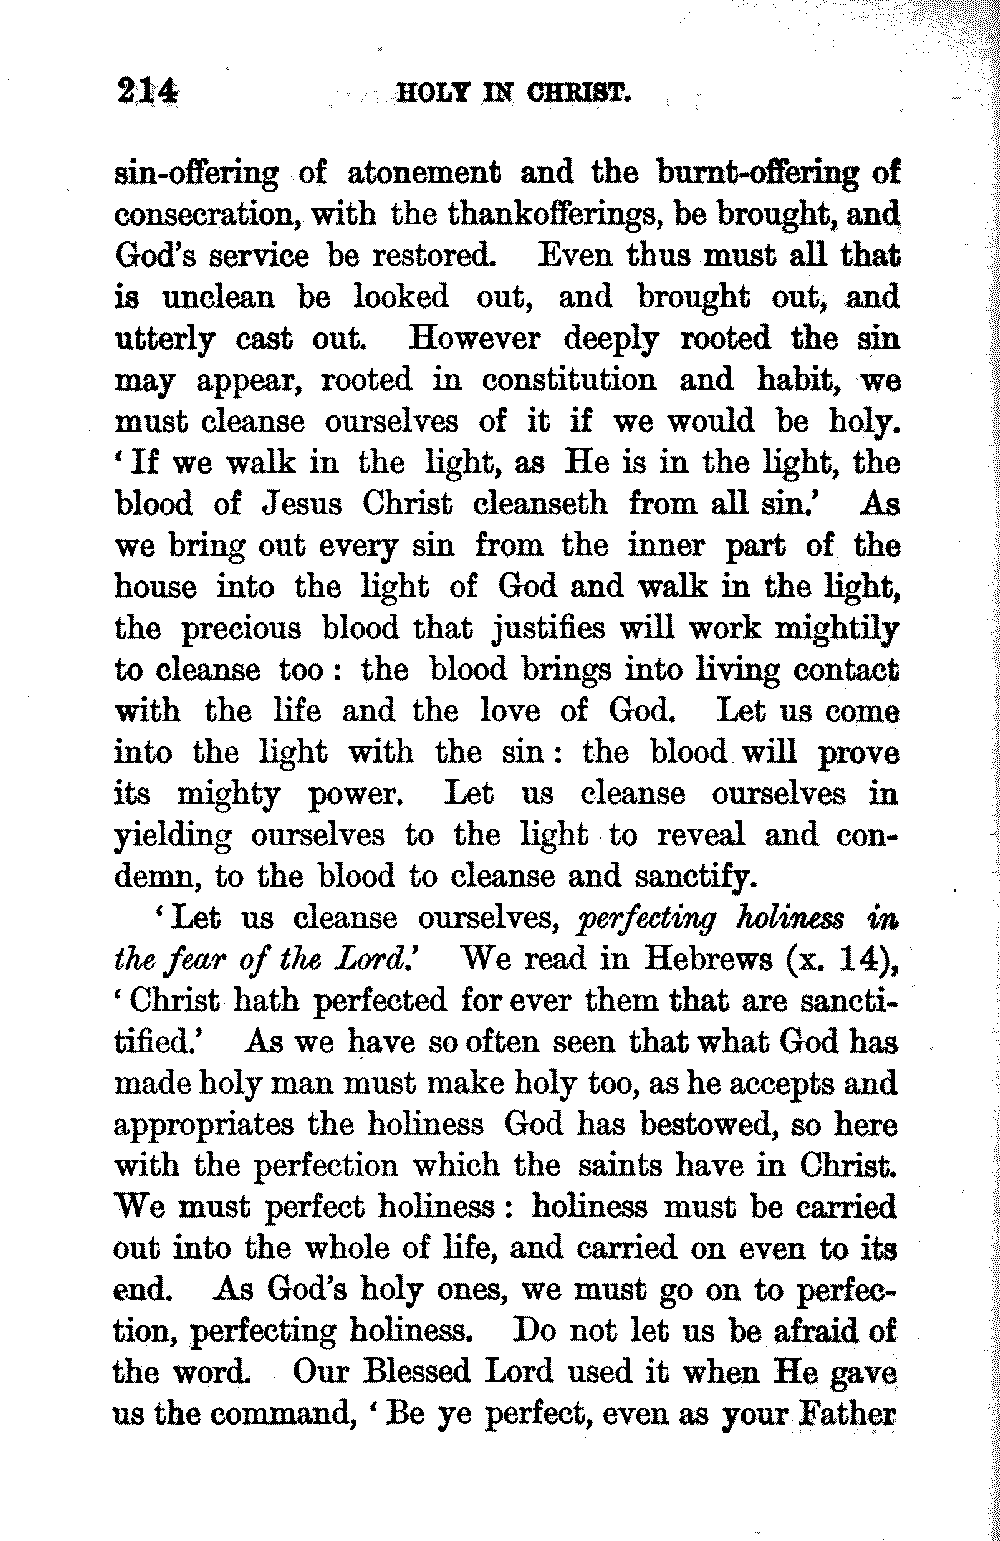 214 HOLY IN CHRIST.
sin-offering of atonement and the burnt-offering of
consecration, with the thankofferings, be brought, and
God's service be restored. Even thus must all that
is unclean be looked out, and brought out, and
utterly cast out. However deeply rooted the sin
may appear, rooted in constitution and habit, we
must cleanse ourselves of it if we would be holy.
‘If we walk in the light, as He is in the light, the
blood of Jesus Christ cleanseth from all sin.’ As
we bring out every sin from the inner part of the
house into the light of God and walk in the light,
the precious blood that justifies will work mightily
to cleanse too : the blood brings into living contact
with the life and the love of God. Let us come
into the light with the sin : the blood will prove
its mighty power. Let us cleanse ourselves in
yielding ourselves to the light to reveal and con-
demn, to the blood to cleanse and sanctify.
‘Let us cleanse ourselves, perfecting holiness in
the fear of the Lord.’ We read in Hebrews (x. 14),
‘Christ hath perfected for ever them that are sancti-
tified.’ As we have so often seen that what God has
made holy man must make holy too, as he accepts and
appropriates the holiness God has bestowed, so here
with the perfection which the saints have in Christ.
We must perfect holiness : holiness must be carried
out into the whole of life, and carried on even to its
end. As God's holy ones, we must go on to perfec-
tion, perfecting holiness. Do not let us be afraid of
the word. Our Blessed Lord used it when He gave
us the command, ‘Be ye perfect, even as your Father